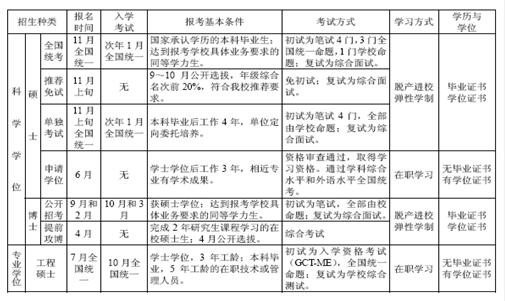 招生种类 报名时间 入学考试 报考基本条件 考试方式 学习方式 学历与学位
科学学位
硕士
全国统考
11月全国统一
次年1月全国统一
国家承认学历的本科毕业生；
达到报考学校具体业务要求的
同等学力生。
初试为笔试4门，3门全
国统一命题，1门学校命
题；复试为综合面试。
推荐免试
11月上旬
无
9～10月公开选拔，年级综合
名次前20%，符合我校推荐要
求。
免初试；复试为综合面
试。
单独考试
11月上旬全国统一
次年1月全国统一
本科毕业后工作4年，单位定
向委托培养。
初试为笔试4门，全部
由学校命题；复试为综
合面试。
脱产进校
弹性学制
毕业证书
学位证书
申请学位
6月
无
学士学位后工作3年，相近专
业有学术成果。
资格审查通过，取得学
习资格。通过学科综合
水平和外语水平全国统
考。
在职学习
无毕业证书
有学位证书
博士
公开招考
9月和2月
10月和3月
获硕士学位；达到报考学校具
体业务要求的同等学力生。
初试为笔试，全部由校
命题；复试为综合面试。
提前攻博
4月
无
完成2年研究生课程学习的在
校硕士生；4月公开选拔。
综合考试
脱产进校
弹性学制
毕业证书
学位证书
专业学位
工程硕士
7月全国统一
10月全国统一
学士学位，3年工龄；本科毕
业，5年工龄的在职技术或管
理人员。
初试为入学资格考试
(GCT-ME)，全国统一
命题；复试为学校综合
测试。
在职学习
无毕业证书
有学位证书